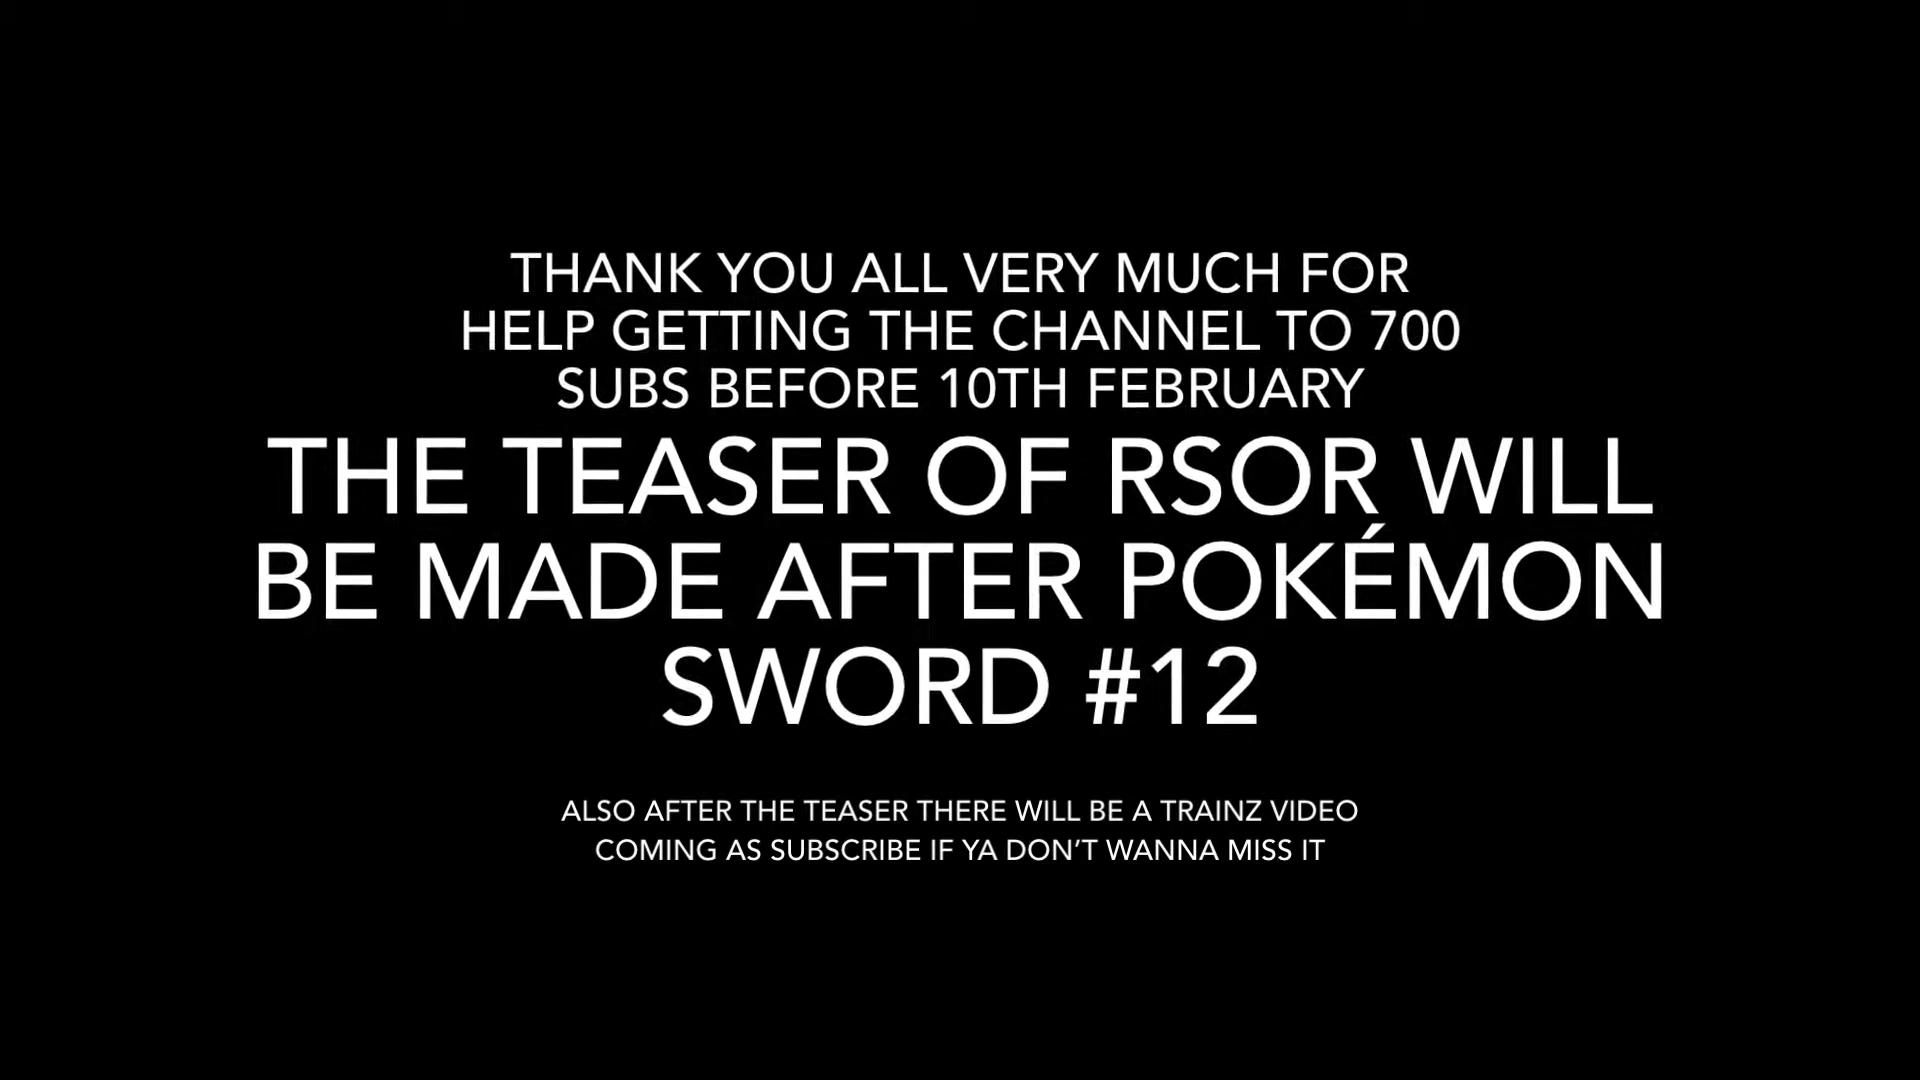 THANK YOU ALL VERY MUCH FOR
HELP GETTING THE CHANNEL TO 700
SUBS BEFORE 10TH FEBRUARY
THE TEASER OF RSOR WILL
BE MADE AFTER POKÉMON
SWORD #12
ALSO AFTER THE TEASER THERE WILL BE A TRAINZ VIDEO
COMING AS SUBSCRIBE IF YA DON’T WANNA MISS IT